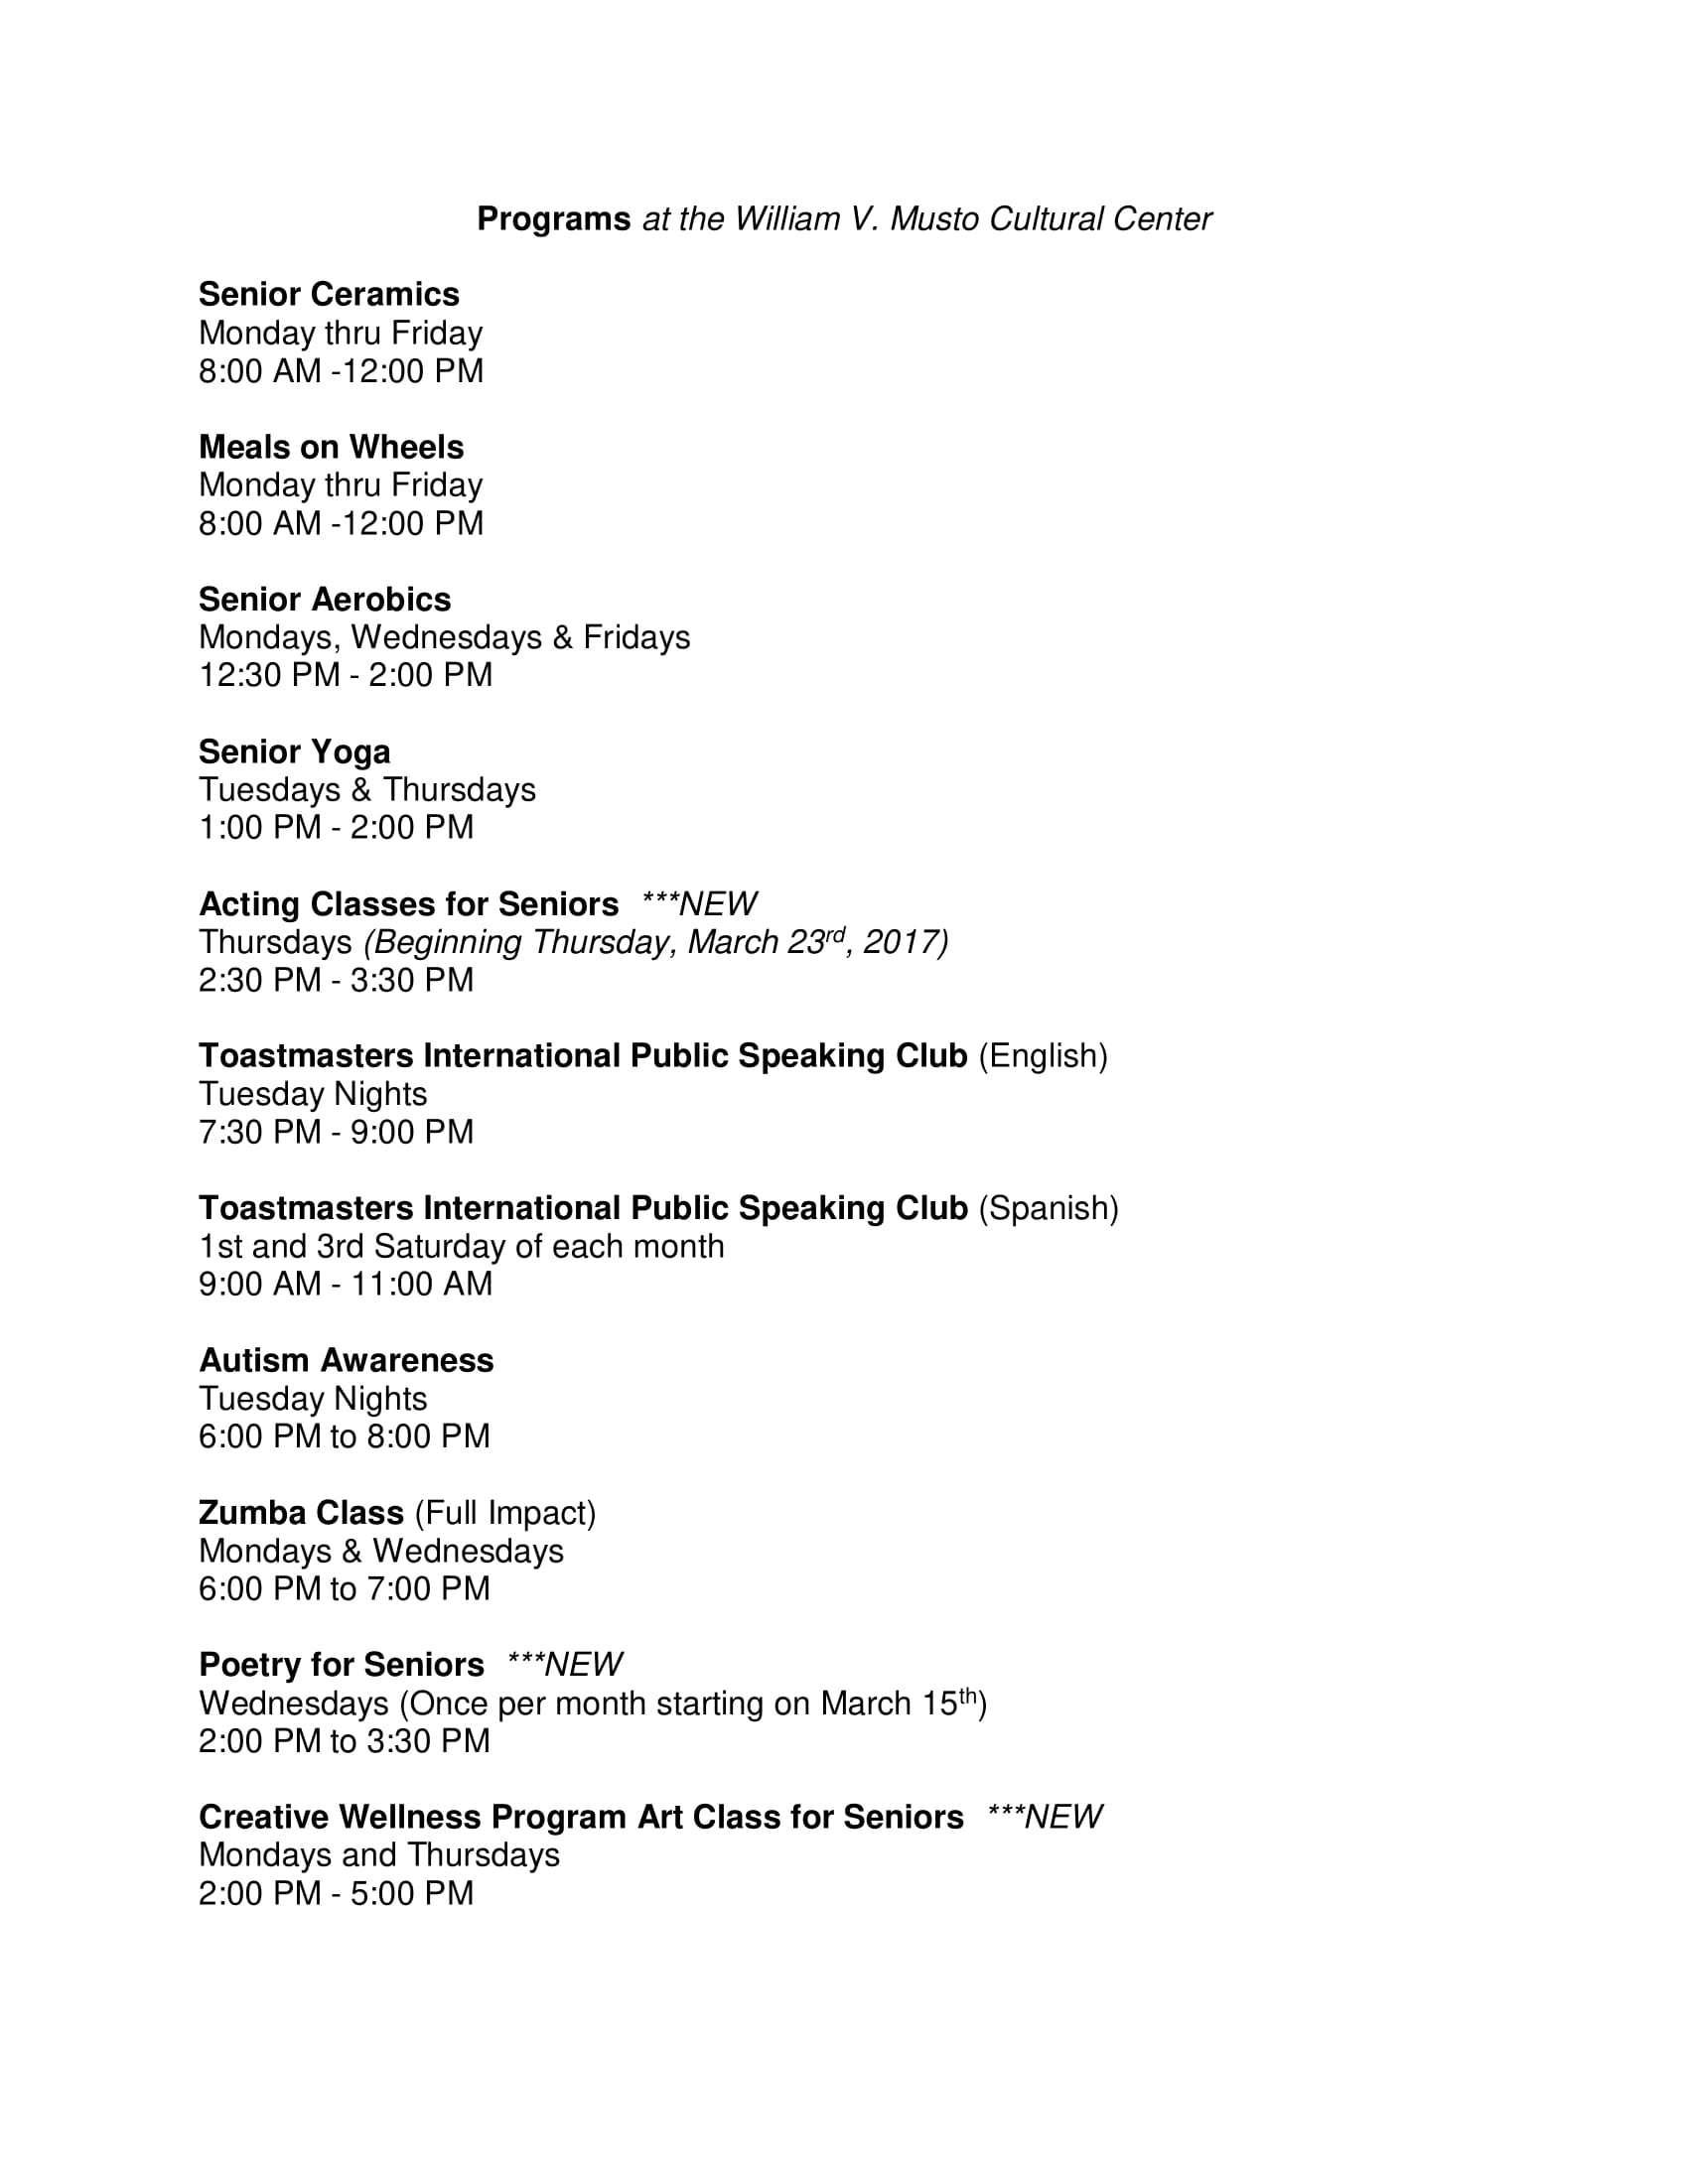 Programs at the William V. Musto Cultural Center
Senior Ceramics
Monday thru Friday
8:00 AM -12:00 PM
Meals on Wheels
Monday thru Friday
8:00 AM -12:00 PM
Senior Aerobics
Mondays, Wednesdays & Fridays
12:30 PM - 2:00 PM
Senior Yoga
Tuesdays & Thursdays
1:00 PM - 2:00 PM
Acting Classes for Seniors ***NEW
Thursdays (Beginning Thursday, March 23rd, 2017)
2:30 PM - 3:30 PM
Toastmasters International Public Speaking Club (English)
Tuesday Nights
7:30 PM - 9:00 PM
Toastmasters International Public Speaking Club (Spanish)
1st and 3rd Saturday of each month
9:00 AM - 11:00 AM
Autism Awareness
Tuesday Nights
6:00 PM to 8:00 PM
Zumba Class (Full Impact)
Mondays & Wednesdays
6:00 PM to 7:00 PM
Poetry for Seniors ***NEW
Wednesdays (Once per month starting on March 15th)
2:00 PM to 3:30 PM
Creative Wellness Program Art Class for Seniors ***NEW
Mondays and Thursdays
2:00 PM - 5:00 PM